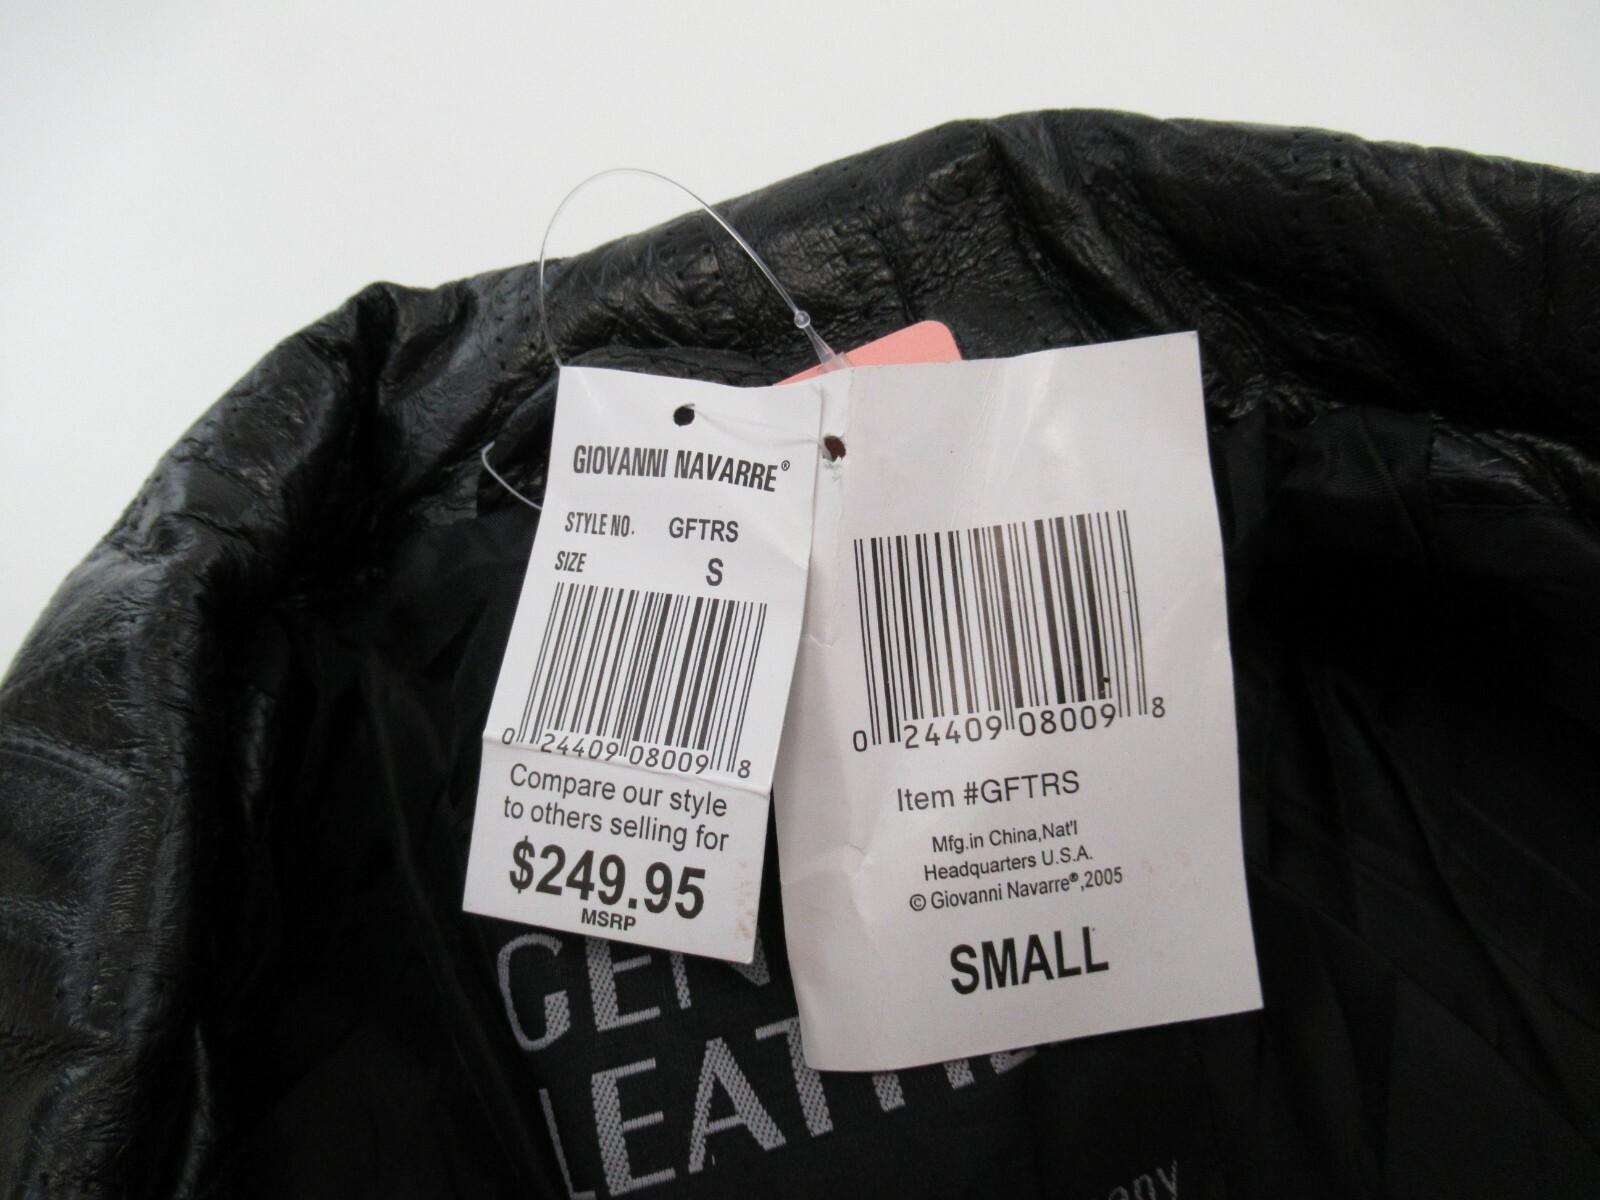 GIOVANNI NAVARRE®
STYLE NO. GFTRS
SIZE S
0 24409 08009 8
Compare our style
to others selling for
$249.95
MSRP
0 24409 08009 8
Item #GFTRS
Mfg.in China,Nat'l
Headquarters U.S.A.
© Giovanni Navarre®,2005
SMALL
GEN
LEATHE